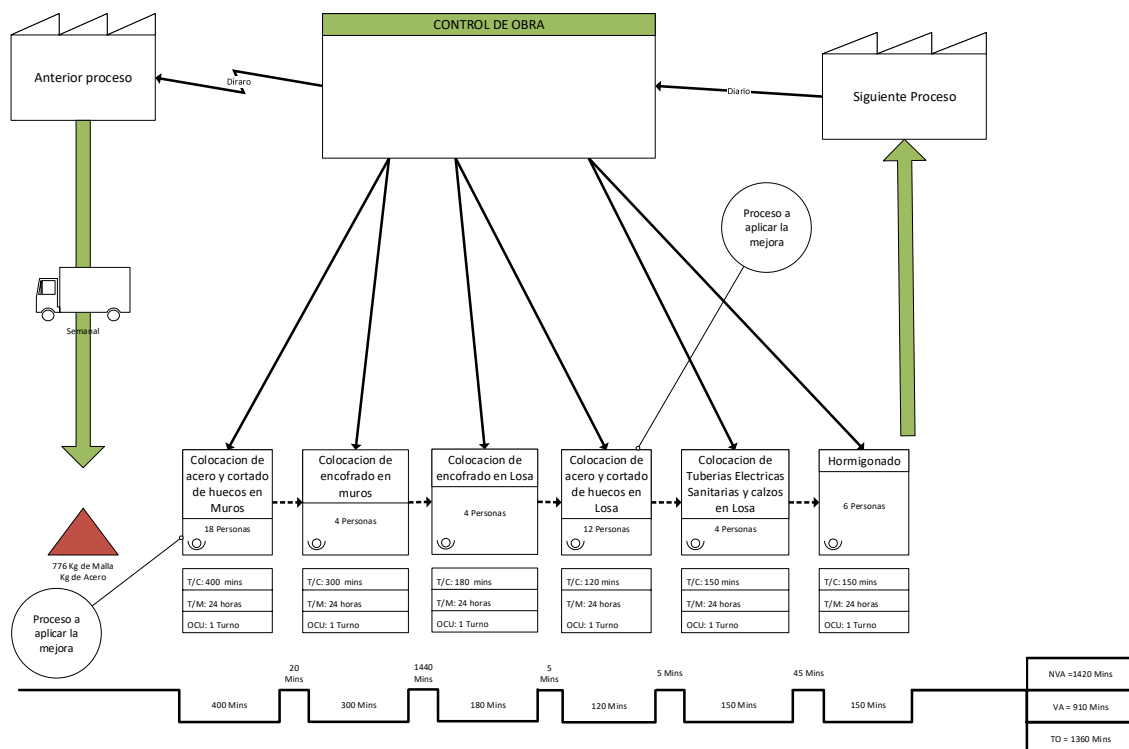 CONTROL DE OBRA
Anterior proceso
Diraro
Diario
Siguiente Proceso
Proceso a
aplicar la
mejora
Semanal
776 Kg de Malla
Kg de Acero
Proceso a
aplicar la
mejora
Colocacion de
acero y cortado
de huecos en
Muros
18 Personas
T/C: 400 mins
T/M: 24 horas
OCU: 1 Turno
Colocacion de
encofrado en
muros
4 Personas
T/C: 300 mins
T/M: 24 horas
OCU: 1 Turno
Colocacion de
encofrado en Losa
4 Personas
T/C: 180 mins
T/M: 24 horas
OCU: 1 Turno
Colocacion de
acero y cortado
de huecos en
Losa
12 Personas
T/C: 120 mins
T/M: 24 horas
OCU: 1 Turno
Colocacion de
Tuberias Electricas
Sanitarias y calzos
en Losa
4 Personas
T/C: 150 mins
T/M: 24 horas
OCU: 1 Turno
Hormigonado
6 Personas
T/C: 150 mins
T/M: 24 horas
OCU: 1 Turno
400 Mins
20
Mins
300 Mins
1440
Mins
180 Mins
5
Mins
120 Mins
5 Mins
150 Mins
45 Mins
150 Mins
NVA =1420 Mins
VA = 910 Mins
TO = 1360 Mins